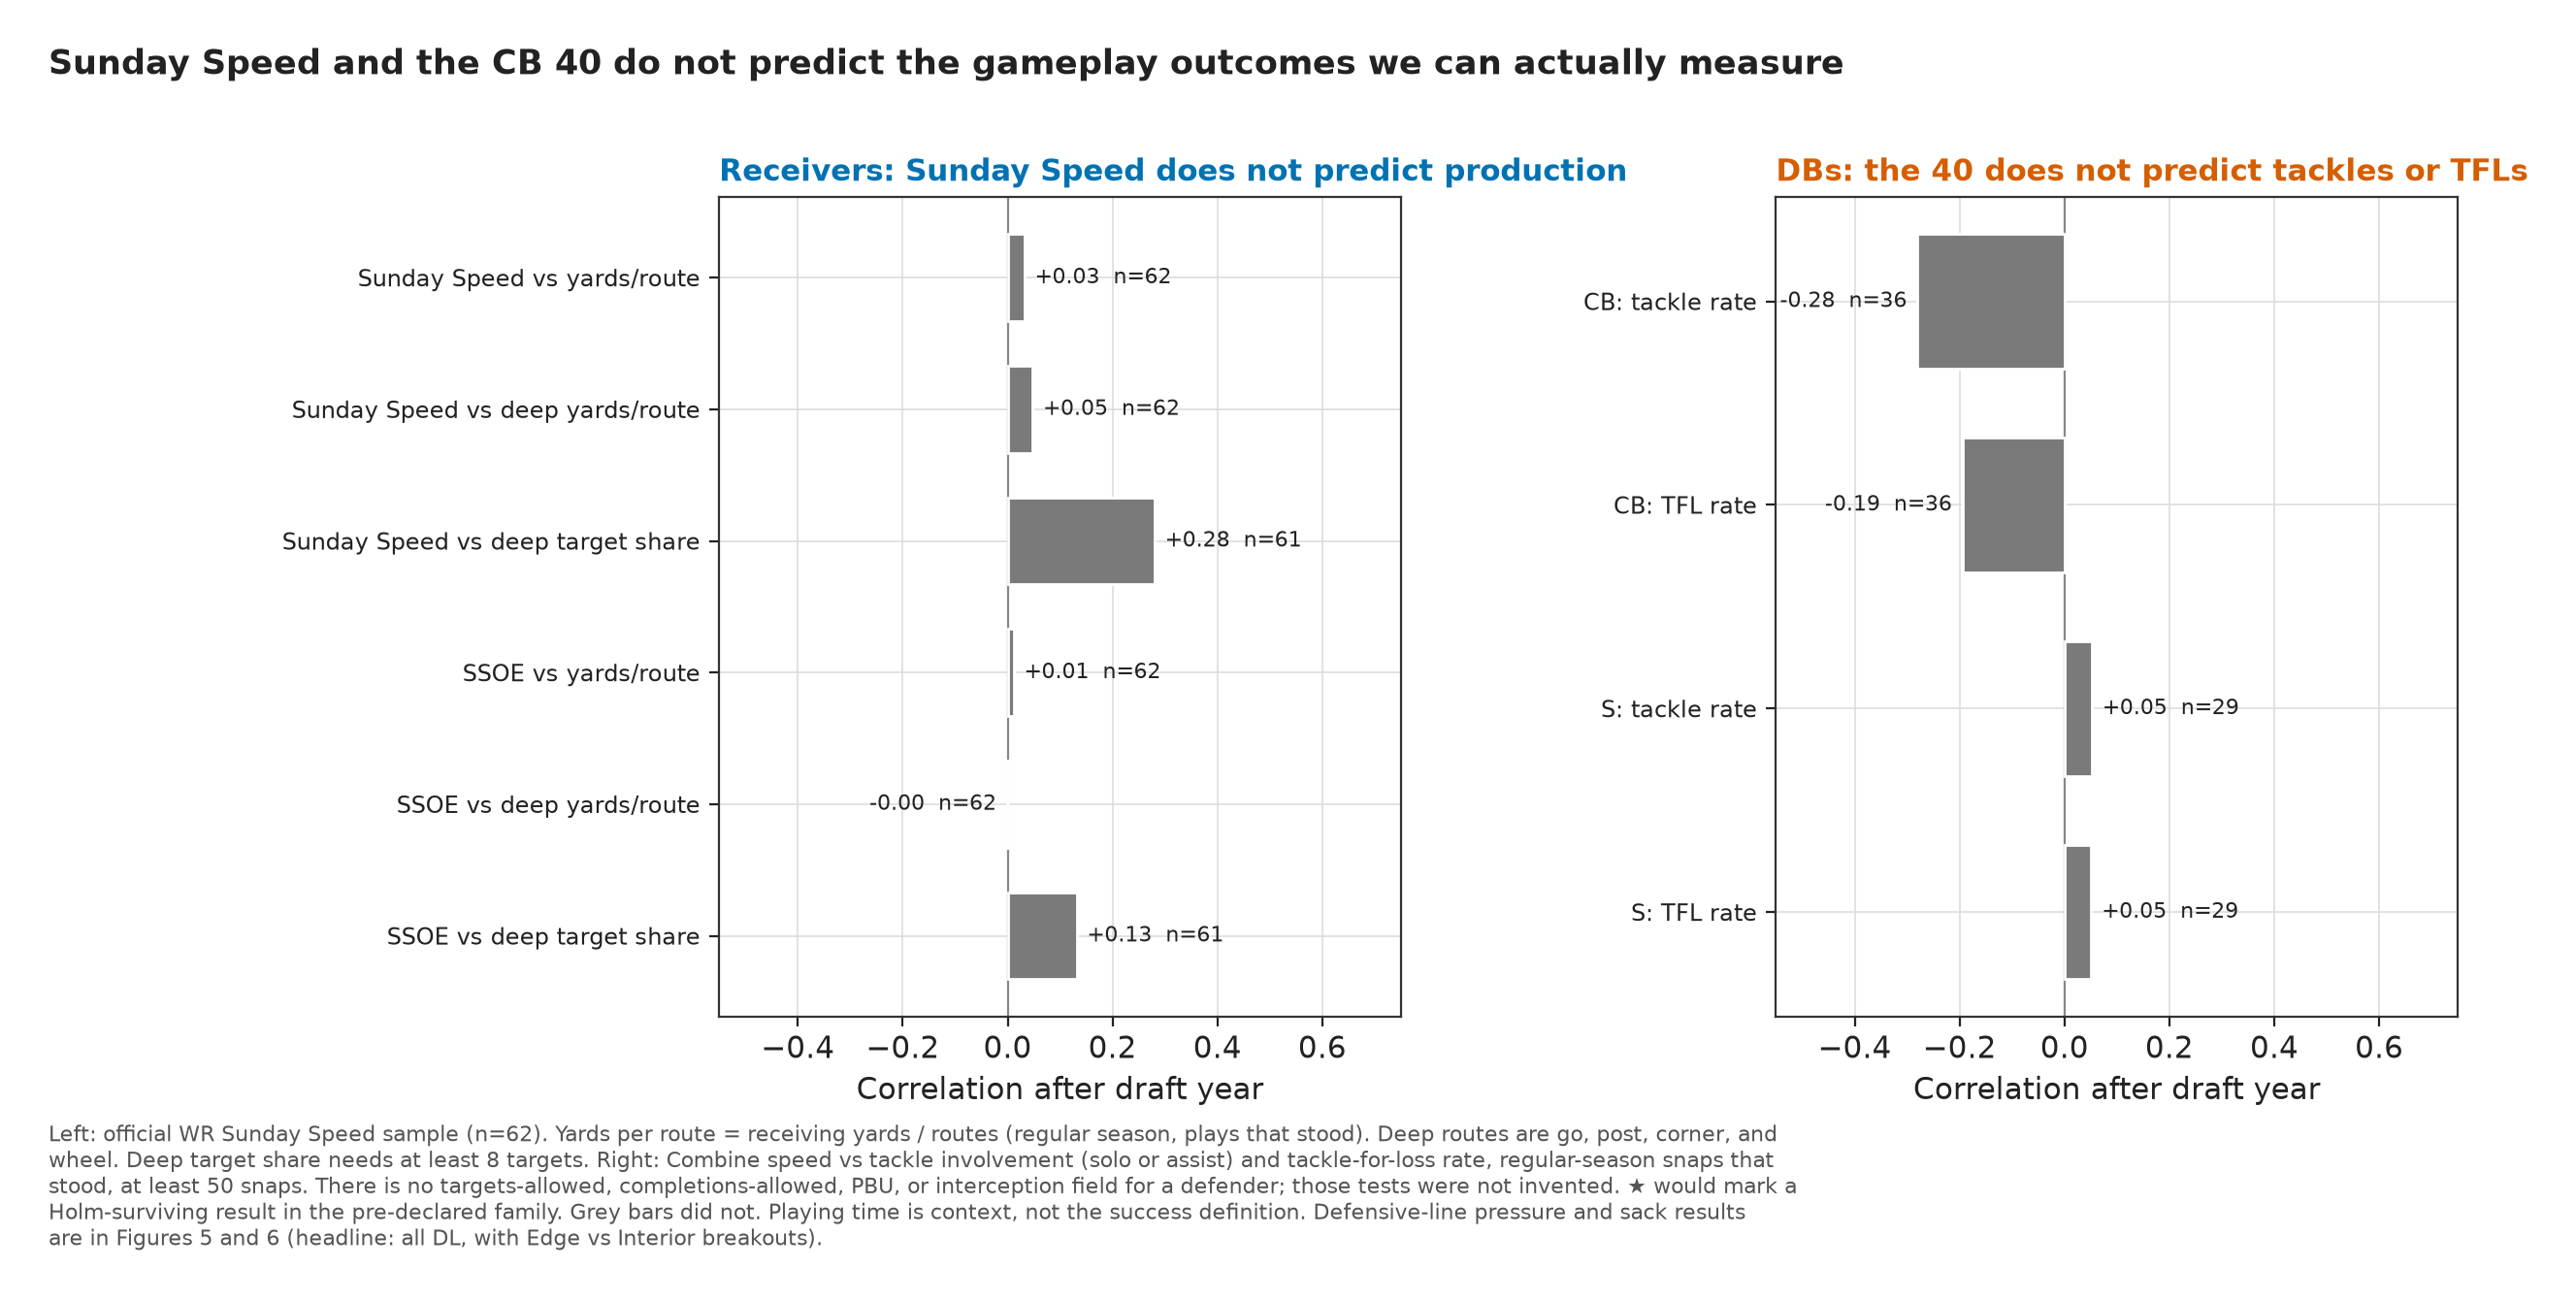 Sunday Speed and the CB 40 do not predict the gameplay outcomes we can actually measure
Receivers: Sunday Speed does not predict production
Sunday Speed vs yards/route
+0.03 n=62
Sunday Speed vs deep yards/route
+0.05 n=62
Sunday Speed vs deep target share
+0.28 n=61
SSOE vs yards/route
+0.01 n=62
SSOE vs deep yards/route
-0.00 n=62
SSOE vs deep target share
+0.13 n=61
−0.4 −0.2 0.0 0.2 0.4 0.6
Correlation after draft year
DBs: the 40 does not predict tackles or TFLs
CB: tackle rate
-0.28 n=36
CB: TFL rate
-0.19 n=36
S: tackle rate
+0.05 n=29
S: TFL rate
+0.05 n=29
−0.4 −0.2 0.0 0.2 0.4 0.6
Correlation after draft year
Left: official WR Sunday Speed sample (n=62). Yards per route = receiving yards / routes (regular season, plays that stood). Deep routes are go, post, corner, and
wheel. Deep target share needs at least 8 targets. Right: Combine speed vs tackle involvement (solo or assist) and tackle-for-loss rate, regular-season snaps that
stood, at least 50 snaps. There is no targets-allowed, completions-allowed, PBU, or interception field for a defender; those tests were not invented. ★ would mark a
Holm-surviving result in the pre-declared family. Grey bars did not. Playing time is context, not the success definition. Defensive-line pressure and sack results
are in Figures 5 and 6 (headline: all DL, with Edge vs Interior breakouts).